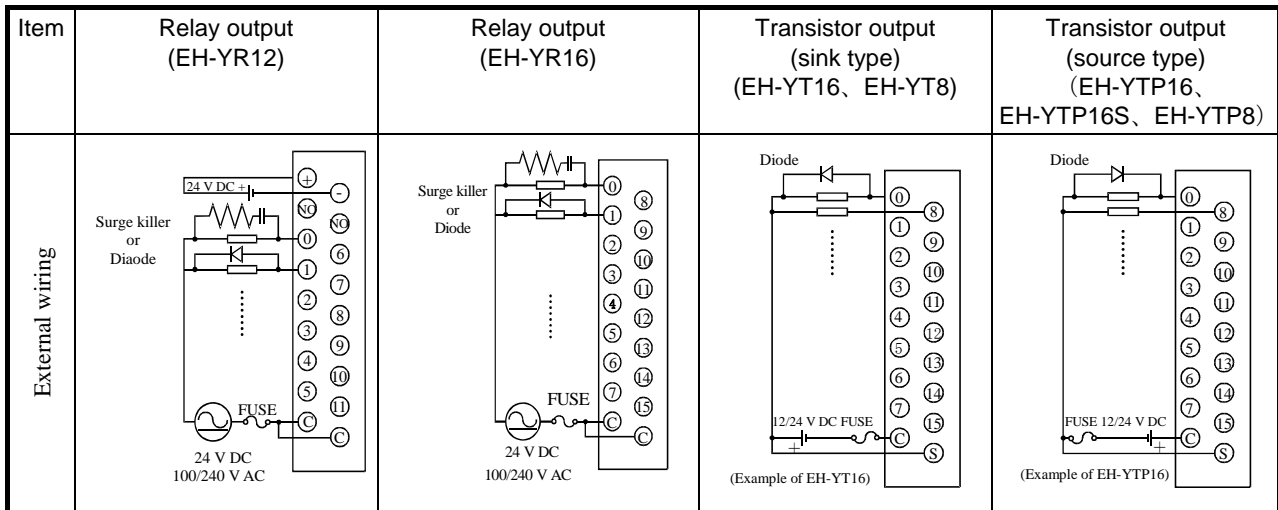 Item
Relay output
(EH-YR12)
Relay output
(EH-YR16)
Transistor output
(sink type)
(EH-YT16、EH-YT8)
Transistor output
(source type)
（EH-YTP16、
EH-YTP16S、EH-YTP8）
External wiring
24 V DC +
Surge killer
or
Diaode
+
-
NO
NO
0
6
1
7
2
8
3
9
4
10
5
11
C
C
FUSE
24 V DC
100/240 V AC
Surge killer
or
Diode
0
8
1
9
2
10
3
11
4
12
5
13
6
14
7
15
C
C
FUSE
24 V DC
100/240 V AC
Diode
0
8
1
9
2
10
3
11
4
12
5
13
6
14
7
15
C
S
12/24 V DC FUSE
+
(Example of EH-YT16)
Diode
0
8
1
9
2
10
3
11
4
12
5
13
6
14
7
15
C
S
FUSE 12/24 V DC
+
(Example of EH-YTP16)